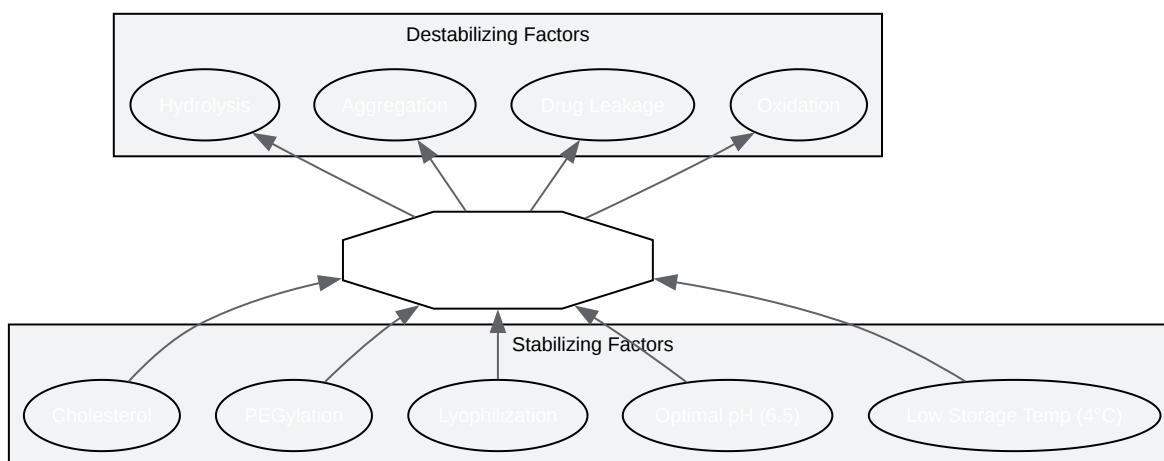 Destabilizing Factors
Hydrolysis
Aggregation
Drug Leakage
Oxidation
Stabilizing Factors
Cholesterol
PEGylation
Lyophilization
Optimal pH (6.5)
Low Storage Temp (4°C)